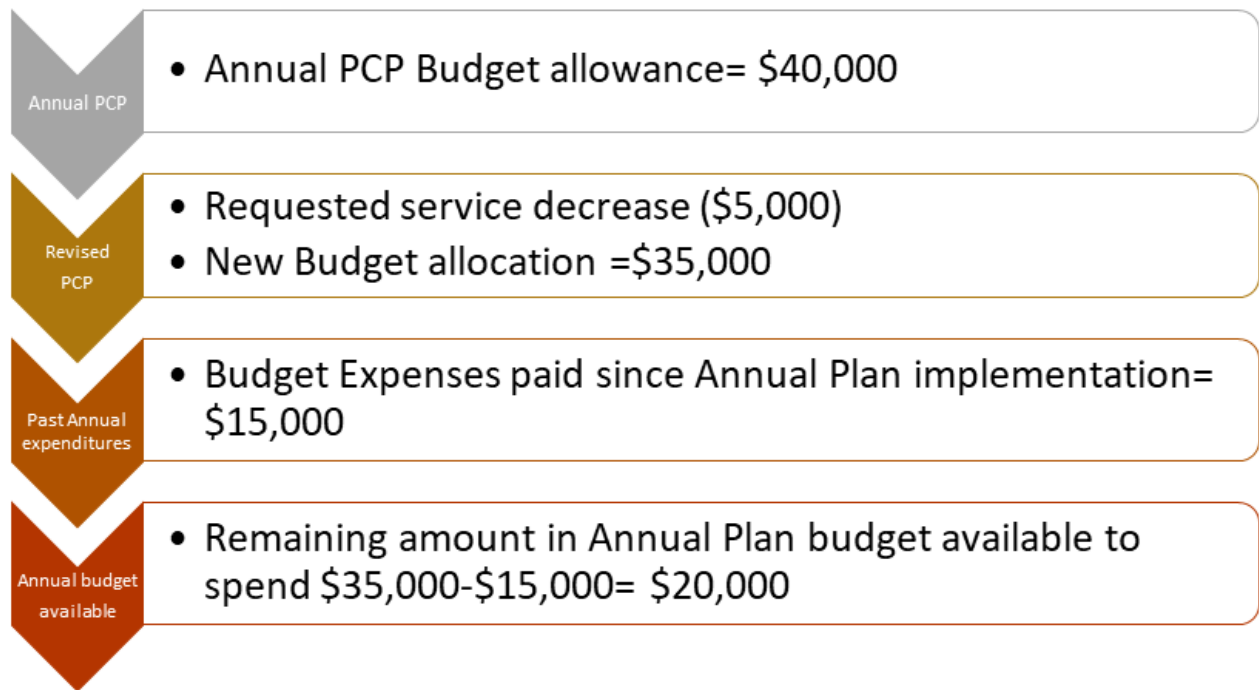 Annual PCP
• Annual PCP Budget allowance= $40,000
Revised
PCP
• Requested service decrease ($5,000)
• New Budget allocation =$35,000
Past Annual
expenditures
• Budget Expenses paid since Annual Plan implementation=
$15,000
Annual budget
available
• Remaining amount in Annual Plan budget available to
spend $35,000-$15,000= $20,000